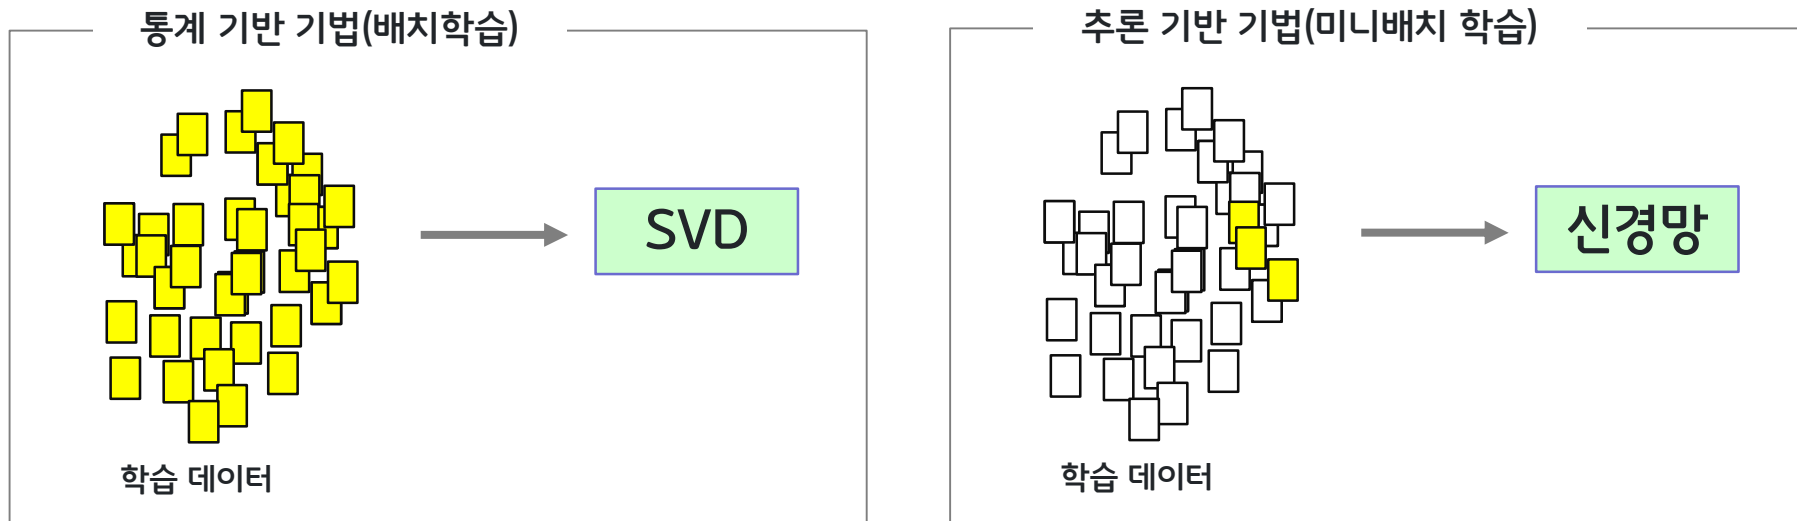 통계 기반 기법(배치학습)
SVD
학습 데이터
추론 기반 기법(미니배치 학습)
신경망
학습 데이터